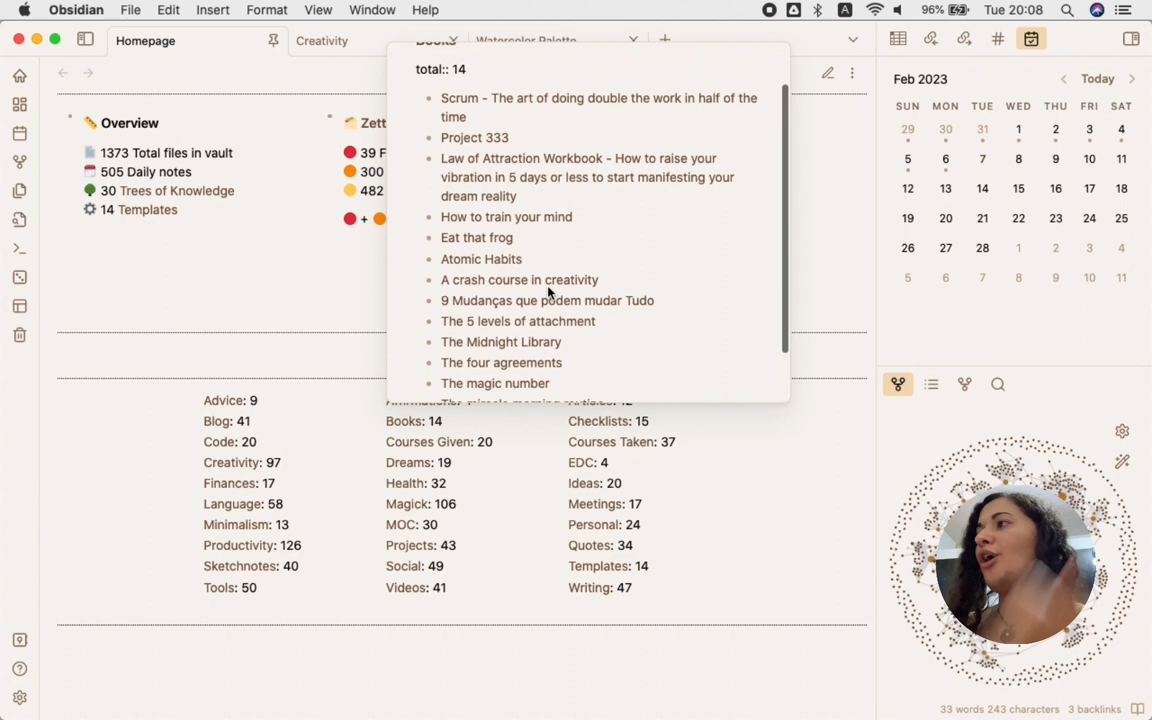 Obsidian File Edit Insert Format View Window Help
A 96% Tue 20:08
Homepage Creativity Books Watercolor Palette
total:: 14
Scrum - The art of doing double the work in half of the
time
Project 333
Law of Attraction Workbook - How to raise your
vibration in 5 days or less to start manifesting your
dream reality
How to train your mind
Eat that frog
Atomic Habits
A crash course in creativity
9 Mudanças que podem mudar Tudo
The 5 levels of attachment
The Midnight Library
The four agreements
The magic number
Overview
1373 Total files in vault
505 Daily notes
30 Trees of Knowledge
14 Templates
Zett
39 F
300
482
+
Advice: 9
Blog: 41 Books: 14 Checklists: 15
Code: 20 Courses Given: 20 Courses Taken: 37
Creativity: 97 Dreams: 19 EDC: 4
Finances: 17 Health: 32 Ideas: 20
Language: 58 Magick: 106 Meetings: 17
Minimalism: 13 MOC: 30 Personal: 24
Productivity: 126 Projects: 43 Quotes: 34
Sketchnotes: 40 Social: 49 Templates: 14
Tools: 50 Videos: 41 Writing: 47
Feb 2023 Today
SUN MON TUE WED THU FRI SAT
29 30 31 1 2 3 4
5 6 7 8 9 10 11
12 13 14 15 16 17 18
19 20 21 22 23 24 25
26 27 28 1 2 3 4
5 6 7 8 9 10 11
33 words 243 characters 3 backlinks